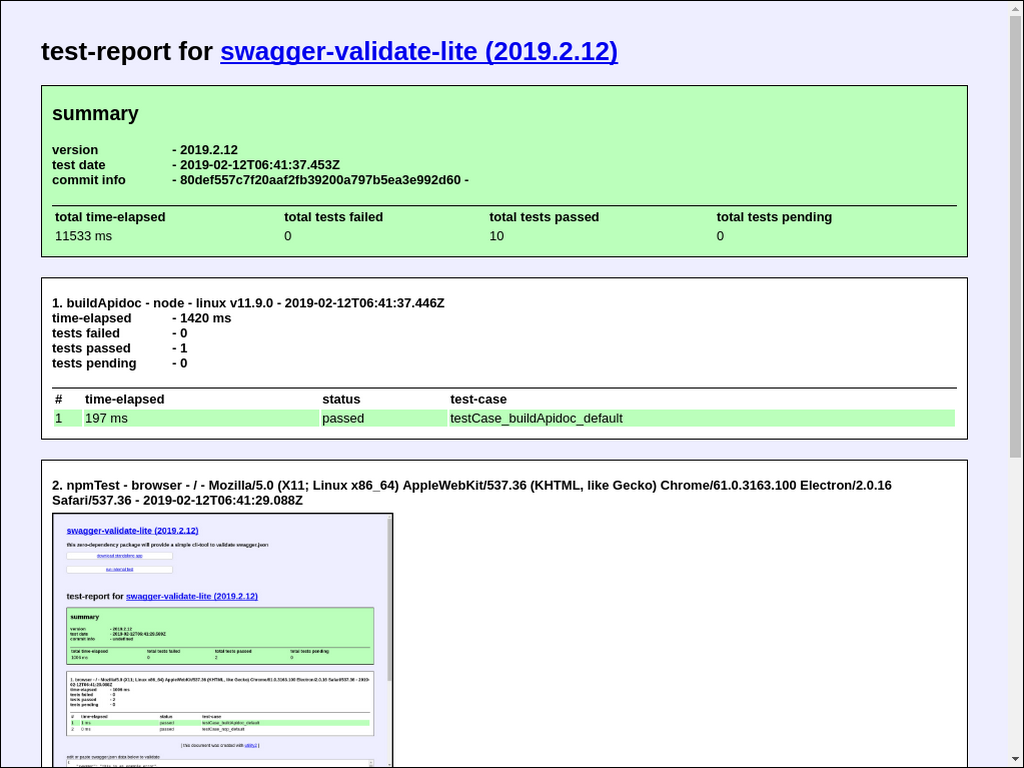 test-report for swagger-validate-lite (2019.2.12)
summary
version - 2019.2.12
test date - 2019-02-12T06:41:37.453Z
commit info - 80def557c7f20aaf2fb39200a797b5ea3e992d60 -
total time-elapsed total tests failed total tests passed total tests pending
11533 ms 0 10 0
1. buildApidoc - node - linux v11.9.0 - 2019-02-12T06:41:37.446Z
time-elapsed - 1420 ms
tests failed - 0
tests passed - 1
tests pending - 0
# time-elapsed status test-case
1 197 ms passed testCase_buildApidoc_default
2. npmTest - browser - / - Mozilla/5.0 (X11; Linux x86_64) AppleWebKit/537.36 (KHTML, like Gecko) Chrome/61.0.3163.100 Electron/2.0.16
Safari/537.36 - 2019-02-12T06:41:29.088Z
swagger-validate-lite (2019.2.12)
this zero-dependency package will provide a simple cli-tool to validate swagger.json
download standalone app
run internal test
test-report for swagger-validate-lite (2019.2.12)
summary
version - 2019.2.12
test date
commit info - undefined
total time-elapsed total tests failed total tests passed total tests pending
0 2 0
1. browser - / - Mozilla/5.0 (X11; Linux x86_64) AppleWebKit/537.36 (KHTML, like Gecko) Chrome/61.0.3163.100 Electron/2.0.16 Safari/537.36 - 2019-
02-12T06:41:29.088Z
time-elapsed
tests failed - 0
tests passed - 2
tests pending - 0
# time-elapsed status test-case
1 1 ms passed
2 0 ms passed
[ this document was created with utility2 ]
edit or paste swagger.json data below to validate